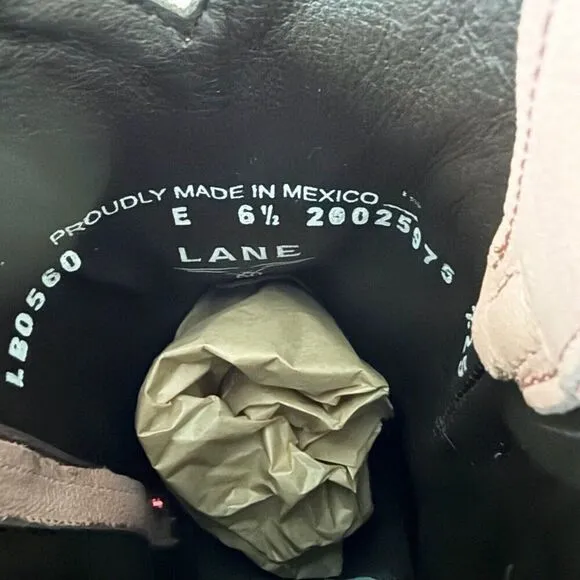 PROUDLY MADE IN MEXICO
LB0560 E 6½ 20025975
LANE